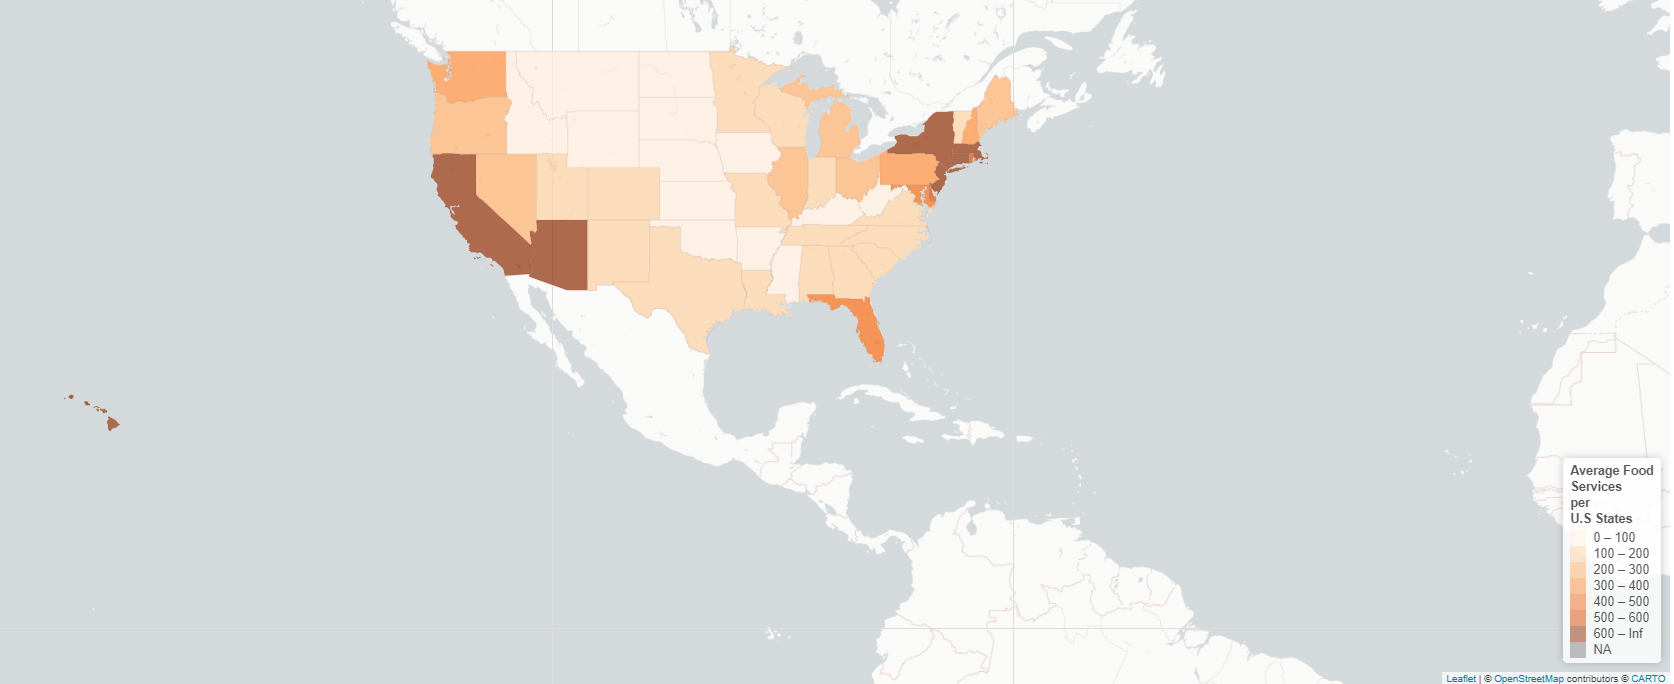 Average Food
Services
per
U.S States
0 – 100
100 – 200
200 – 300
300 – 400
400 – 500
500 – 600
600 – Inf
NA
Leaflet | © OpenStreetMap contributors © CARTO